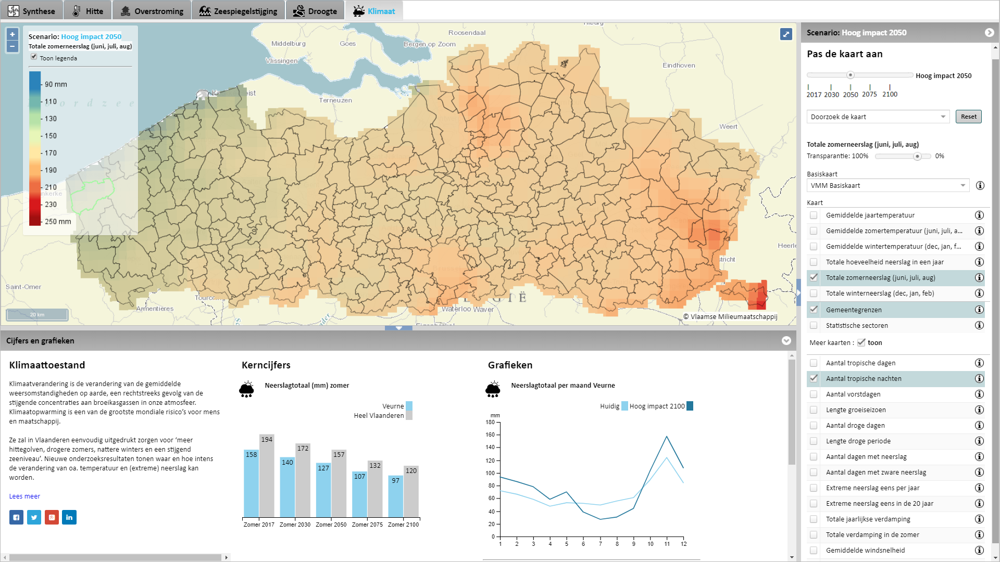 Synthese
Hitte
Overstroming
Zeespiegelstijging
Droogte
Klimaat
+
−
Scenario: Hoog impact 2050
Totale zomerneerslag (juni, juli, aug)
Toon legenda
90 mm
110
130
150
170
190
210
230
250 mm
Middelburg
Goes
Roosendaal
Bergen op Zoom
Vlissingen
Terneuzen
Eindhoven
Weert
Saint-Omer
Armentieres
Waterloo Waver
20 km
© Vlaamse Milieumaatschappij
Scenario: Hoog impact 2050
Pas de kaart aan
Hoog impact 2050
2017 2030 2050 2075 2100
Doorzoek de kaart
Reset
Totale zomerneerslag (juni, juli, aug)
Transparantie: 100%
0%
Basiskaart
VMM Basiskaart
Kaart
Gemiddelde jaartemperatuur
Gemiddelde zomertemperatuur (juni, juli, a...
Gemiddelde wintertemperatuur (dec, jan, f...
Totale hoeveelheid neerslag in een jaar
Totale zomerneerslag (juni, juli, aug)
Totale winterneerslag (dec, jan, feb)
Gemeentegrenzen
Statistische sectoren
Meer kaarten : toon
Aantal tropische dagen
Aantal tropische nachten
Aantal vorstdagen
Lengte groeiseizoen
Aantal droge dagen
Lengte droge periode
Aantal dagen met neerslag
Aantal dagen met zware neerslag
Extreme neerslag eens per jaar
Extreme neerslag eens in de 20 jaar
Totale jaarlijkse verdamping
Totale verdamping in de zomer
Gemiddelde windsnelheid
Cijfers en grafieken
Klimaattoestand
Klimaatverandering is de verandering van de gemiddelde
weersomstandigheden op aarde, een rechtstreeks gevolg van de
stijgende concentraties aan broeikasgassen in onze atmosfeer.
Klimaatopwarming is een van de grootste mondiale risico's voor mens
en maatschappij.
Ze zal in Vlaanderen eenvoudig uitgedrukt zorgen voor ‘meer
hittegolven, drogere zomers, nattere winters en een stijgend
zeeniveau’. Nieuwe onderzoeksresultaten tonen waar en hoe intens
de verandering van oa. temperatuur en (extreme) neerslag kan
worden.
Lees meer
Kerncijfers
Neerslagtotaal (mm) zomer
Veurne
Heel Vlaanderen
158
194
140
172
127
157
107
132
97
120
Zomer 2017 Zomer 2030 Zomer 2050 Zomer 2075 Zomer 2100
Grafieken
Neerslagtotaal per maand Veurne
Huidig Hoog impact 2100
mm
180
160
140
120
100
80
60
40
20
0
1 2 3 4 5 6 7 8 9 10 11 12